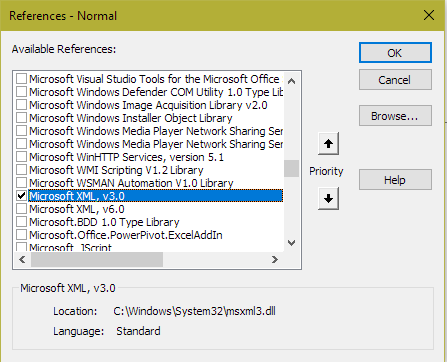 References - Normal
Available References:
Microsoft Visual Studio Tools for the Microsoft Office
Microsoft Windows Defender COM Utility 1.0 Type Lib
Microsoft Windows Image Acquisition Library v2.0
Microsoft Windows Installer Object Library
Microsoft Windows Media Player Network Sharing Ser
Microsoft Windows Media Player Network Sharing Ser
Microsoft WinHTTP Services, version 5.1
Microsoft WMI Scripting V1.2 Library
Microsoft WSMAN Automation V1.0 Library
Microsoft XML, v3.0
Microsoft XML, v6.0
Microsoft.BDD 1.0 Type Library
Microsoft.Office.PowerPivot.ExcelAddIn
Microsoft. JScript
OK
Cancel
Browse...
Priority
Help
Microsoft XML, v3.0
Location: C:\Windows\System32\msxml3.dll
Language: Standard